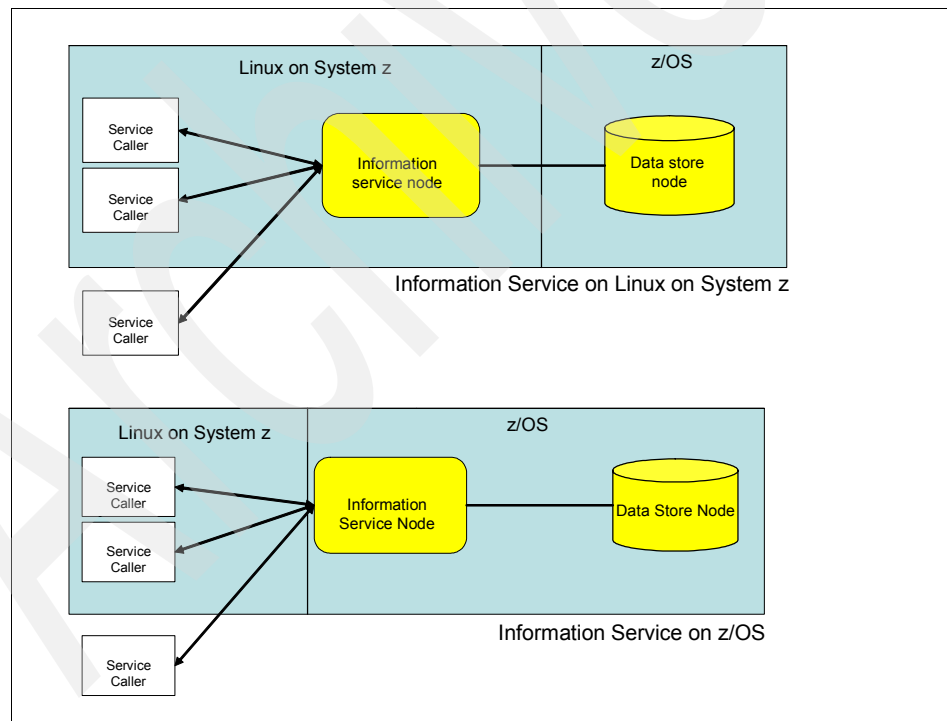 Linux on System z
z/OS
Service
Caller
Service
Caller
Service
Caller
Information
service node
Data store
node
Information Service on Linux on System z
Linux on System z
z/OS
Service
Caller
Service
Caller
Service
Caller
Information
Service Node
Data Store Node
Information Service on z/OS